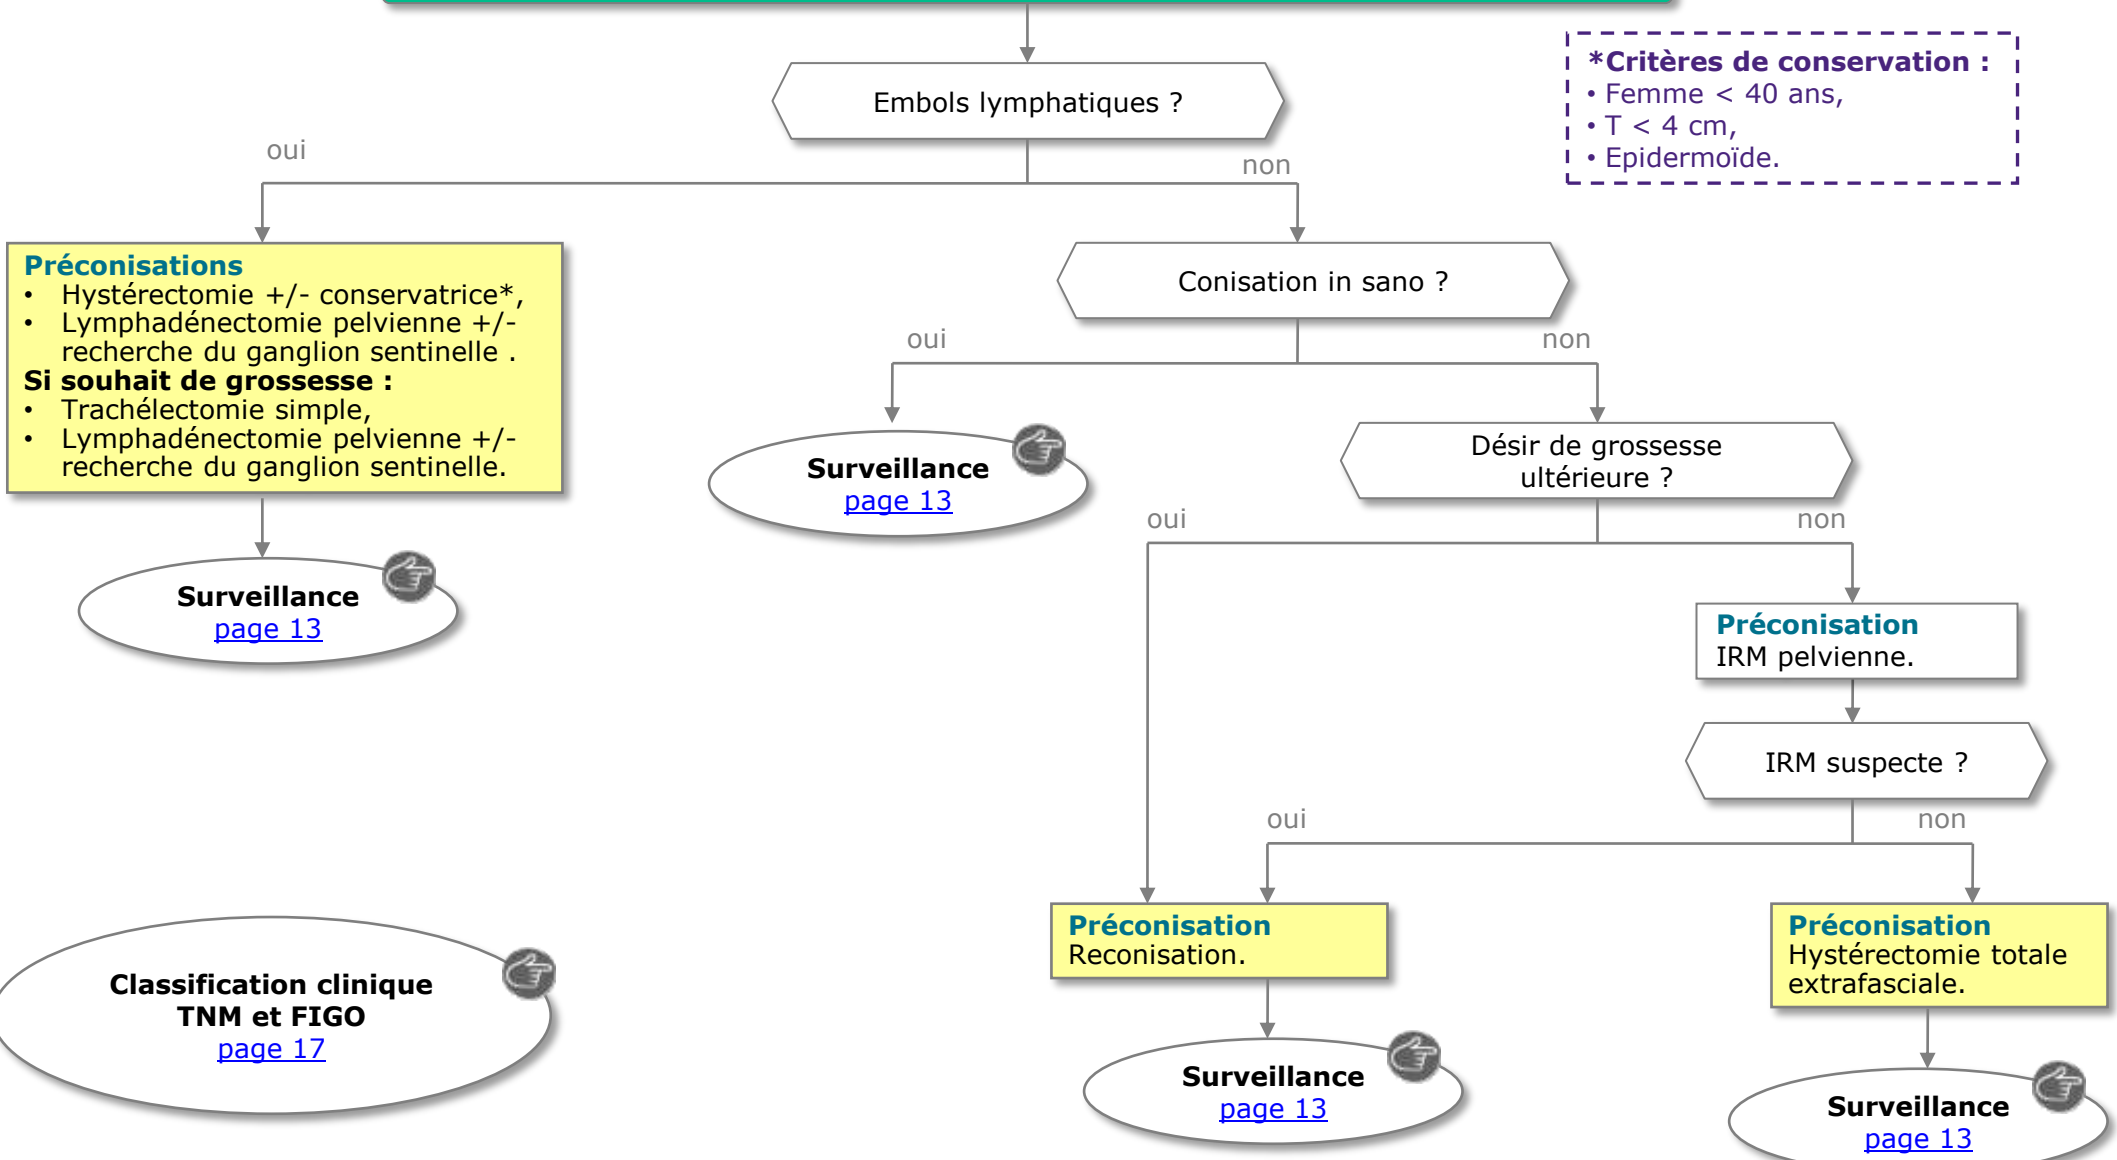 *Critères de conservation :
• Femme < 40 ans,
• T < 4 cm,
• Epidermoïde.
Embols lymphatiques ?
oui
non
Préconisations
• Hystérectomie +/- conservatrice*,
• Lymphadénectomie pelvienne +/-
recherche du ganglion sentinelle .
Si souhait de grossesse :
• Trachélectomie simple,
• Lymphadénectomie pelvienne +/-
recherche du ganglion sentinelle.
Surveillance
page 13
Conisation in sano ?
oui
non
Surveillance
page 13
Désir de grossesse
ultérieure ?
oui
non
Préconisation
IRM pelvienne.
IRM suspecte ?
oui
non
Préconisation
Reconisation.
Surveillance
page 13
Préconisation
Hystérectomie totale
extrafasciale.
Surveillance
page 13
Classification clinique
TNM et FIGO
page 17